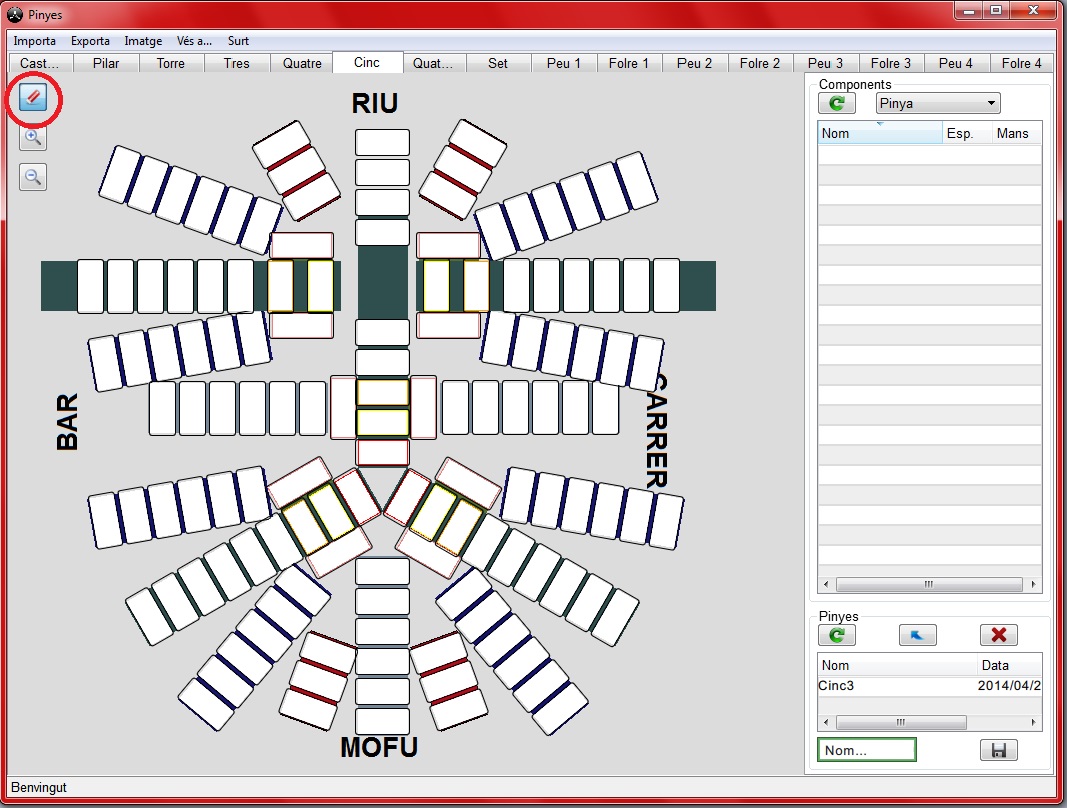 Pinyes
Importa Exporta Imatge Vés a... Surt
Cast... Pilar Torre Tres Quatre Cinc Quat... Set Peu 1 Folre 1 Peu 2 Folre 2 Peu 3 Folre 3 Peu 4 Folre 4
RIU
BAR
CARRER
MOFU
Components
Pinya
Nom Esp. Mans
Pinyes
Nom Data
Cinc3 2014/04/2
Nom...
Benvingut